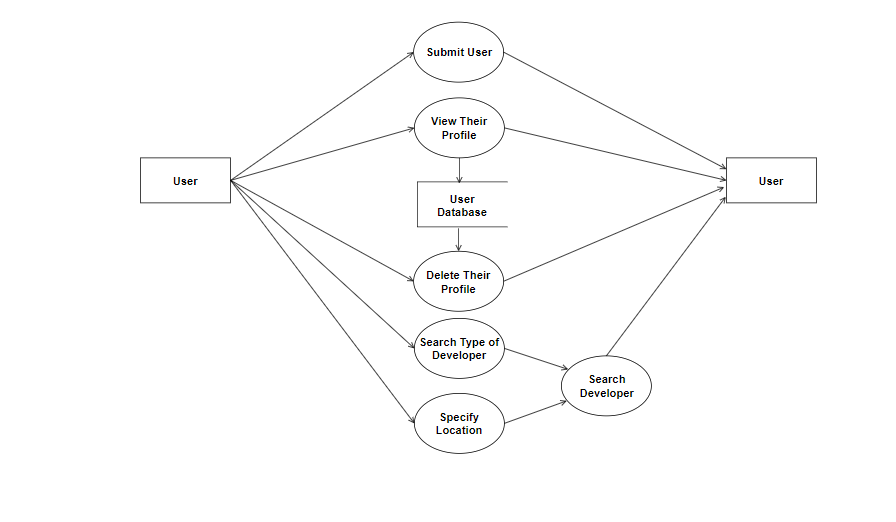 Submit User
View Their
Profile
User
User
User
Database
Delete Their
Profile
Search Type of
Developer
Search
Developer
Specify
Location